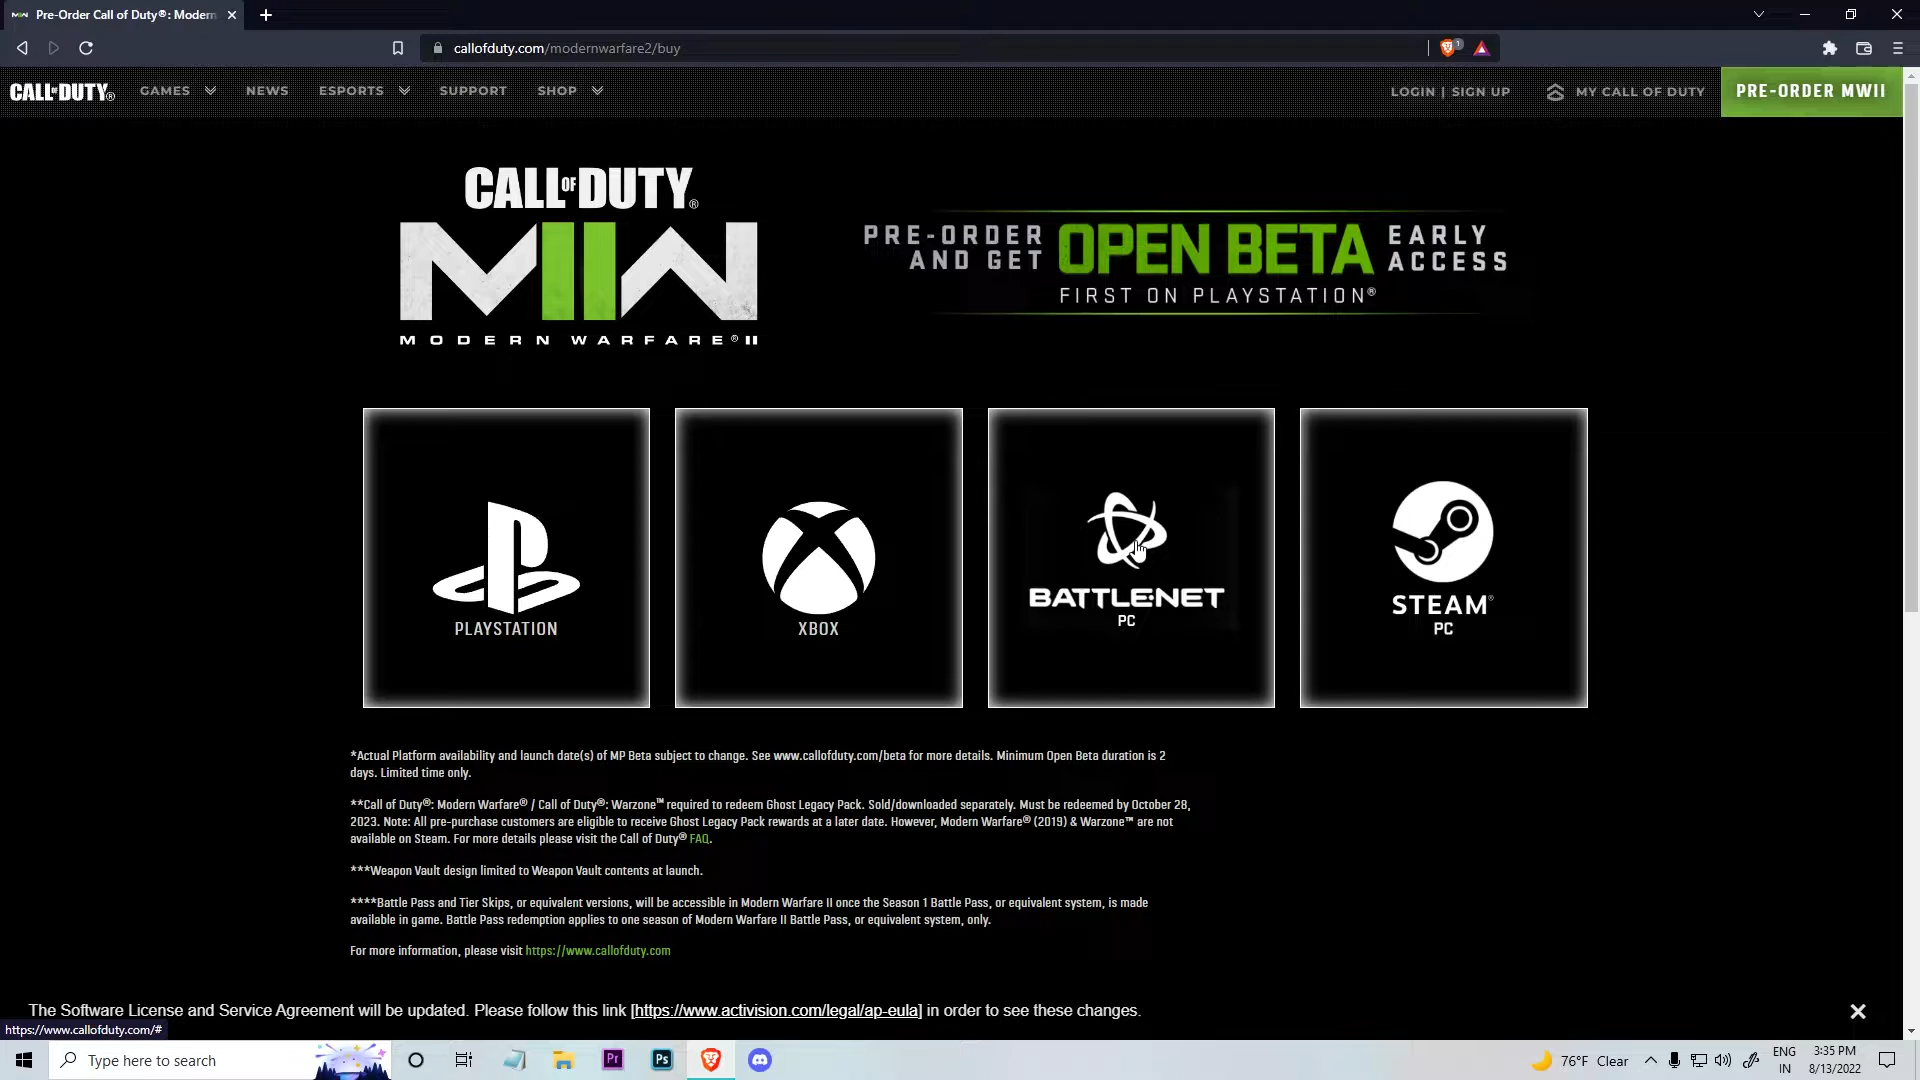 Pre-Order Call of Duty®: Modern
callofduty.com/modernwarfare2/buy
1
CALL OF DUTY®
GAMES
NEWS
ESPORTS
SUPPORT
SHOP
LOGIN | SIGN UP
MY CALL OF DUTY
PRE-ORDER MWII
CALL OF DUTY®
MWII
MODERN WARFARE® II
PRE-ORDER AND GET OPEN BETA EARLY ACCESS
FIRST ON PLAYSTATION®
PLAYSTATION
XBOX
BATTLE.NET
PC
STEAM®
PC
*Actual Platform availability and launch date(s) of MP Beta subject to change. See www.callofduty.com/beta for more details. Minimum Open Beta duration is 2
days. Limited time only.
**Call of Duty®: Modern Warfare® / Call of Duty®: Warzone™ required to redeem Ghost Legacy Pack. Sold/downloaded separately. Must be redeemed by October 28,
2023. Note: All pre-purchase customers are eligible to receive Ghost Legacy Pack rewards at a later date. However, Modern Warfare® (2019) & Warzone™ are not
available on Steam. For more details please visit the Call of Duty® FAQ.
***Weapon Vault design limited to Weapon Vault contents at launch.
****Battle Pass and Tier Skips, or equivalent versions, will be accessible in Modern Warfare II once the Season 1 Battle Pass, or equivalent system, is made
available in game. Battle Pass redemption applies to one season of Modern Warfare II Battle Pass, or equivalent system, only.
For more information, please visit https://www.callofduty.com
The Software License and Service Agreement will be updated. Please follow this link [https://www.activision.com/legal/ap-eula] in order to see these changes.
https://www.callofduty.com/#
Type here to search
Pr
Ps
76°F Clear
ENG
IN
3:35 PM
8/13/2022